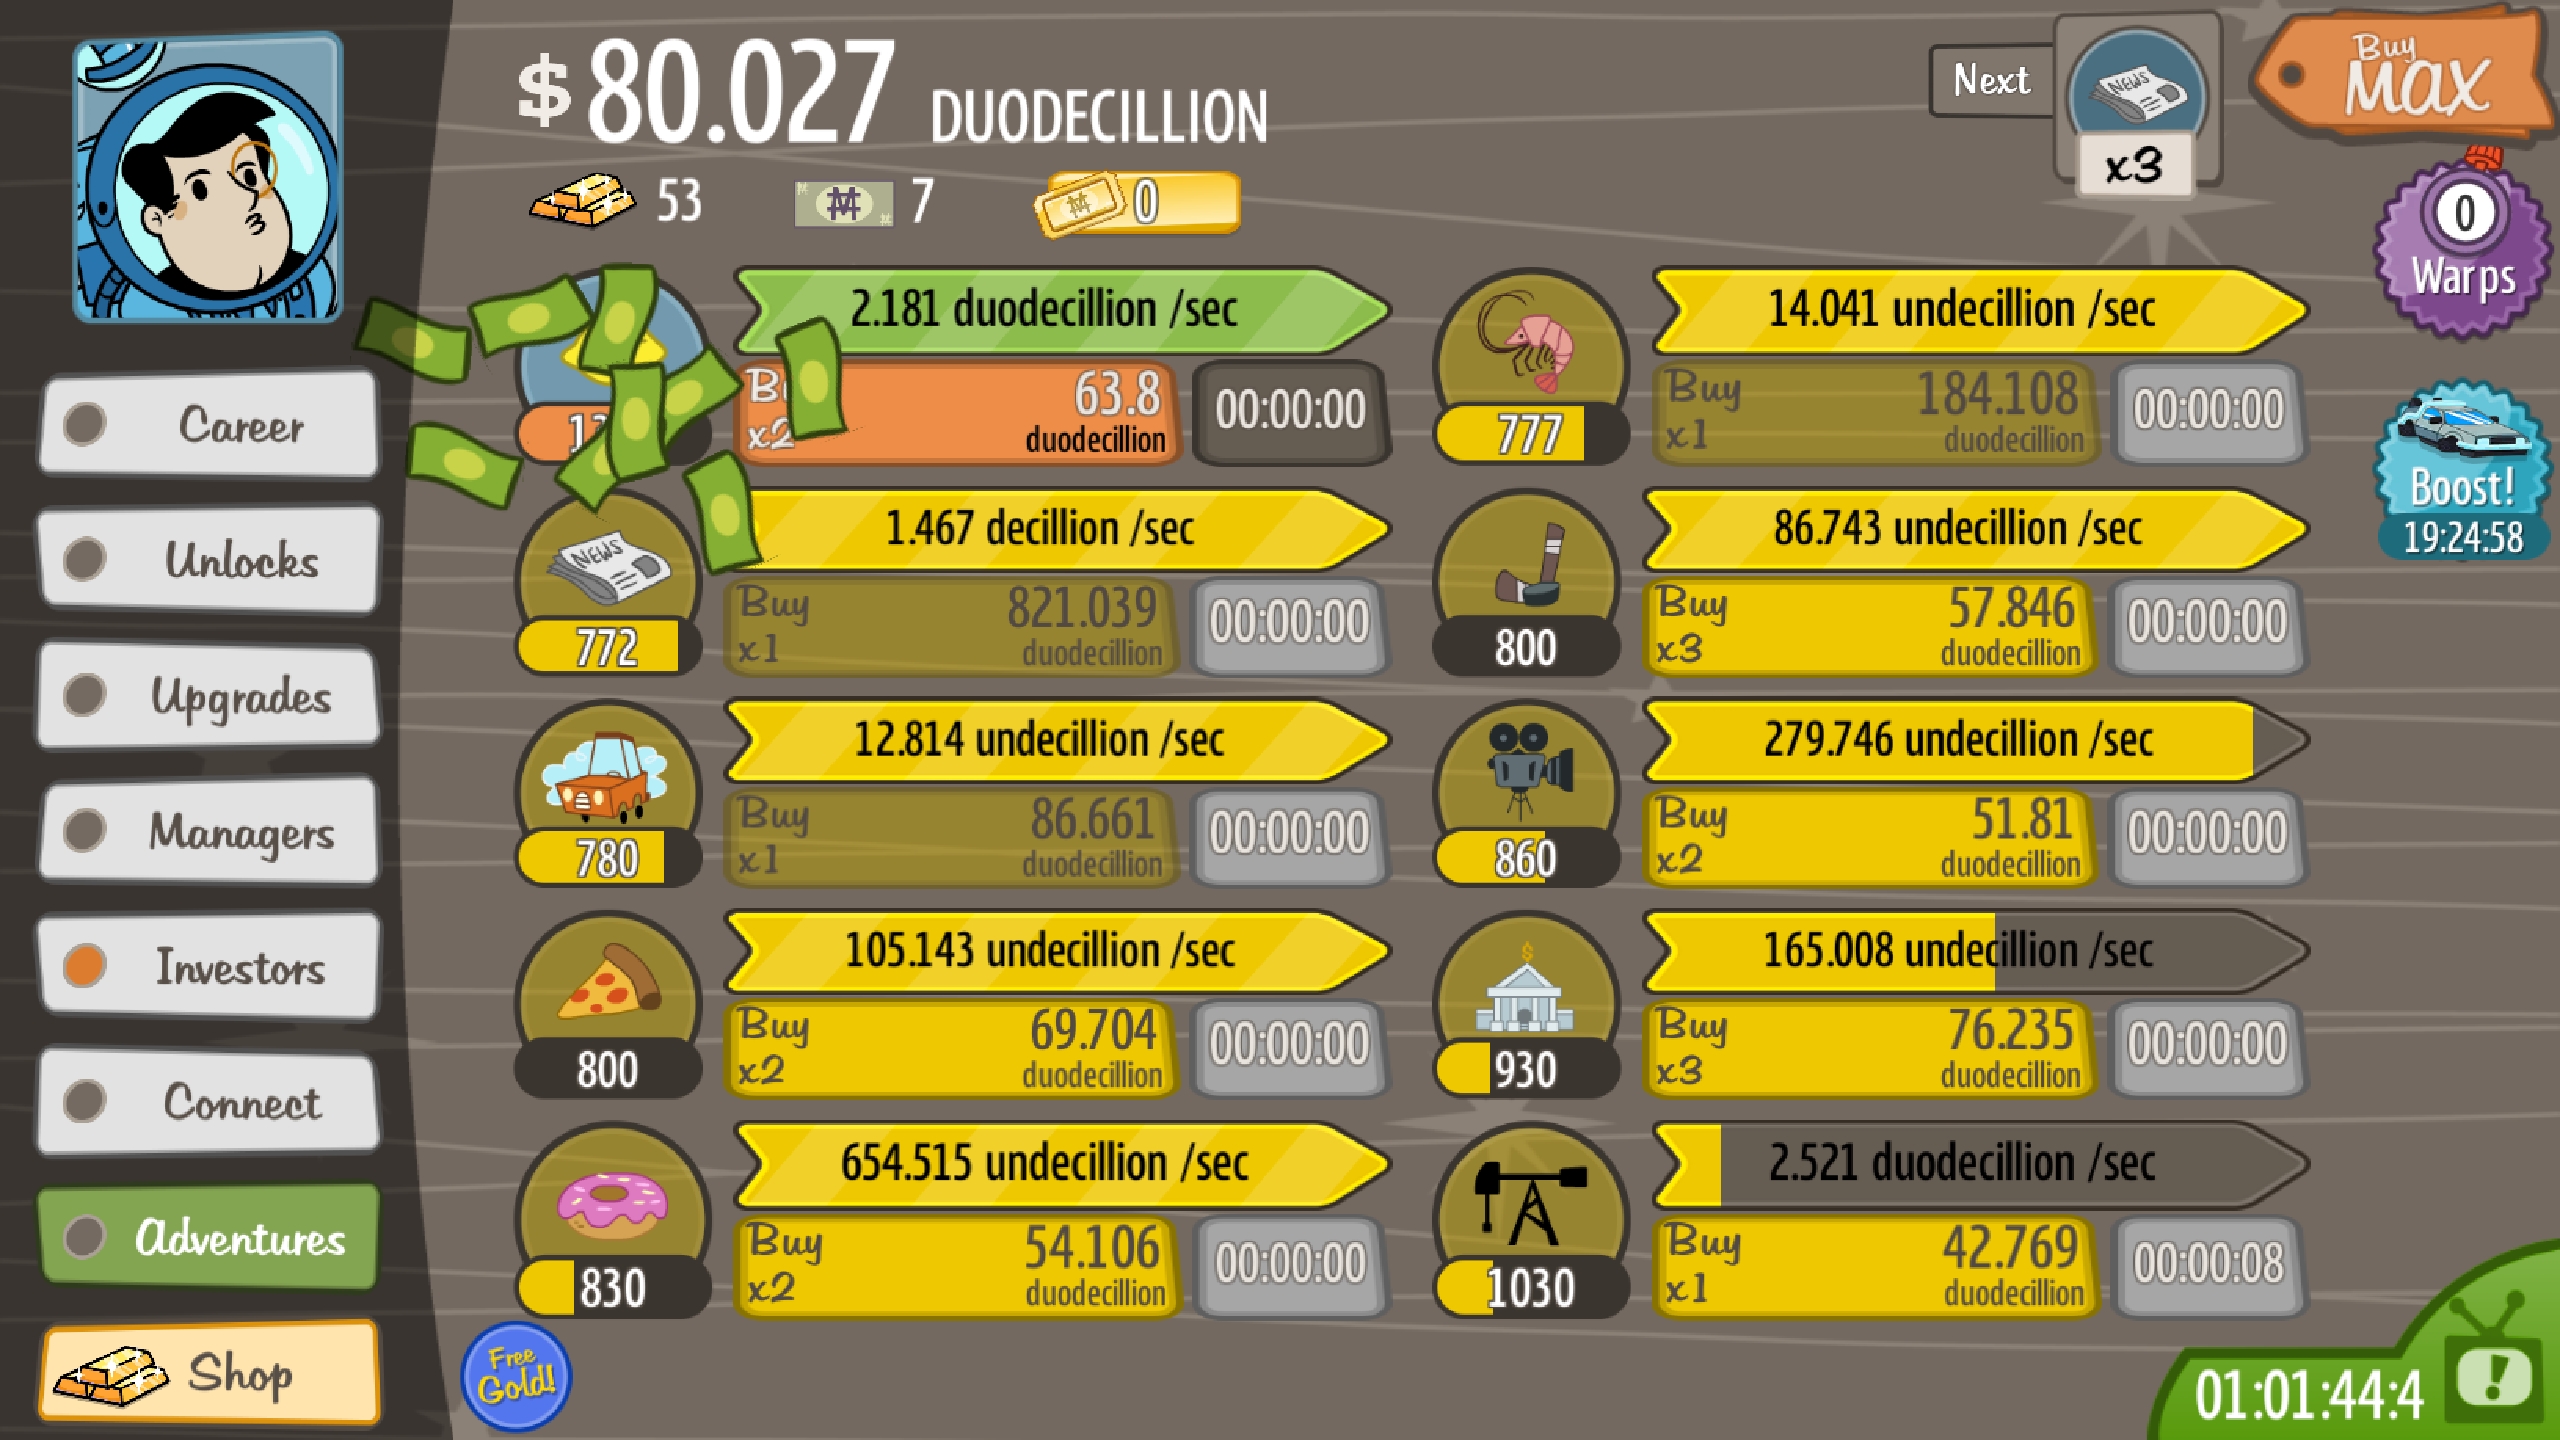 $80.027 DUODECILLION
53
7
0
Next
NEWS
x3
Buy
MAX
0
Warps
Boost!
19:24:58
Career
Unlocks
Upgrades
Managers
Investors
Connect
Adventures
Shop
2.181 duodecillion /sec
63.8
x2
duodecillion
00:00:00
NEWS
772
1.467 decillion /sec
Buy
821.039
x1
duodecillion
00:00:00
780
12.814 undecillion /sec
Buy
86.661
x1
duodecillion
00:00:00
800
105.143 undecillion /sec
Buy
69.704
x2
duodecillion
00:00:00
830
654.515 undecillion /sec
Buy
54.106
x2
duodecillion
00:00:00
777
14.041 undecillion /sec
Buy
184.108
x1
duodecillion
00:00:00
800
86.743 undecillion /sec
Buy
57.846
x3
duodecillion
00:00:00
860
279.746 undecillion /sec
Buy
51.81
x2
duodecillion
00:00:00
930
165.008 undecillion /sec
Buy
76.235
x3
duodecillion
00:00:00
1030
2.521 duodecillion /sec
Buy
42.769
x1
duodecillion
00:00:08
Free
Gold!
01:01:44:4